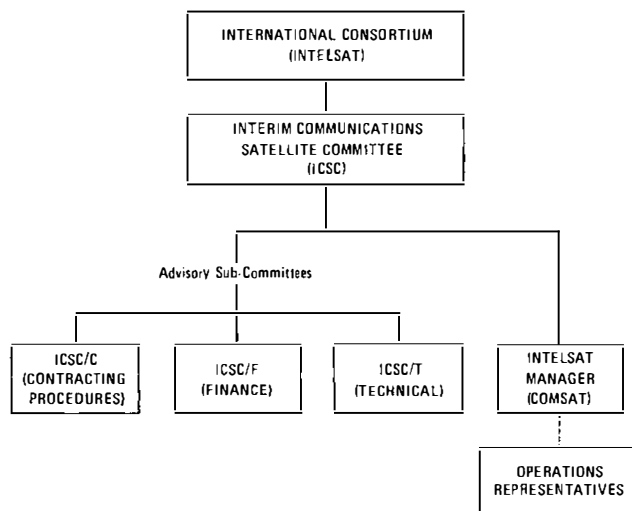 INTERNATIONAL CONSORTIUM
(INTELSAT)
INTERIM COMMUNICATIONS
SATELLITE COMMITTEE
(ICSC)
Advisory Sub-Committees
ICSC/C
(CONTRACTING
PROCEDURES)
ICSC/F
(FINANCE)
ICSC/T
(TECHNICAL)
INTELSAT
MANAGER
(COMSAT)
OPERATIONS
REPRESENTATIVES